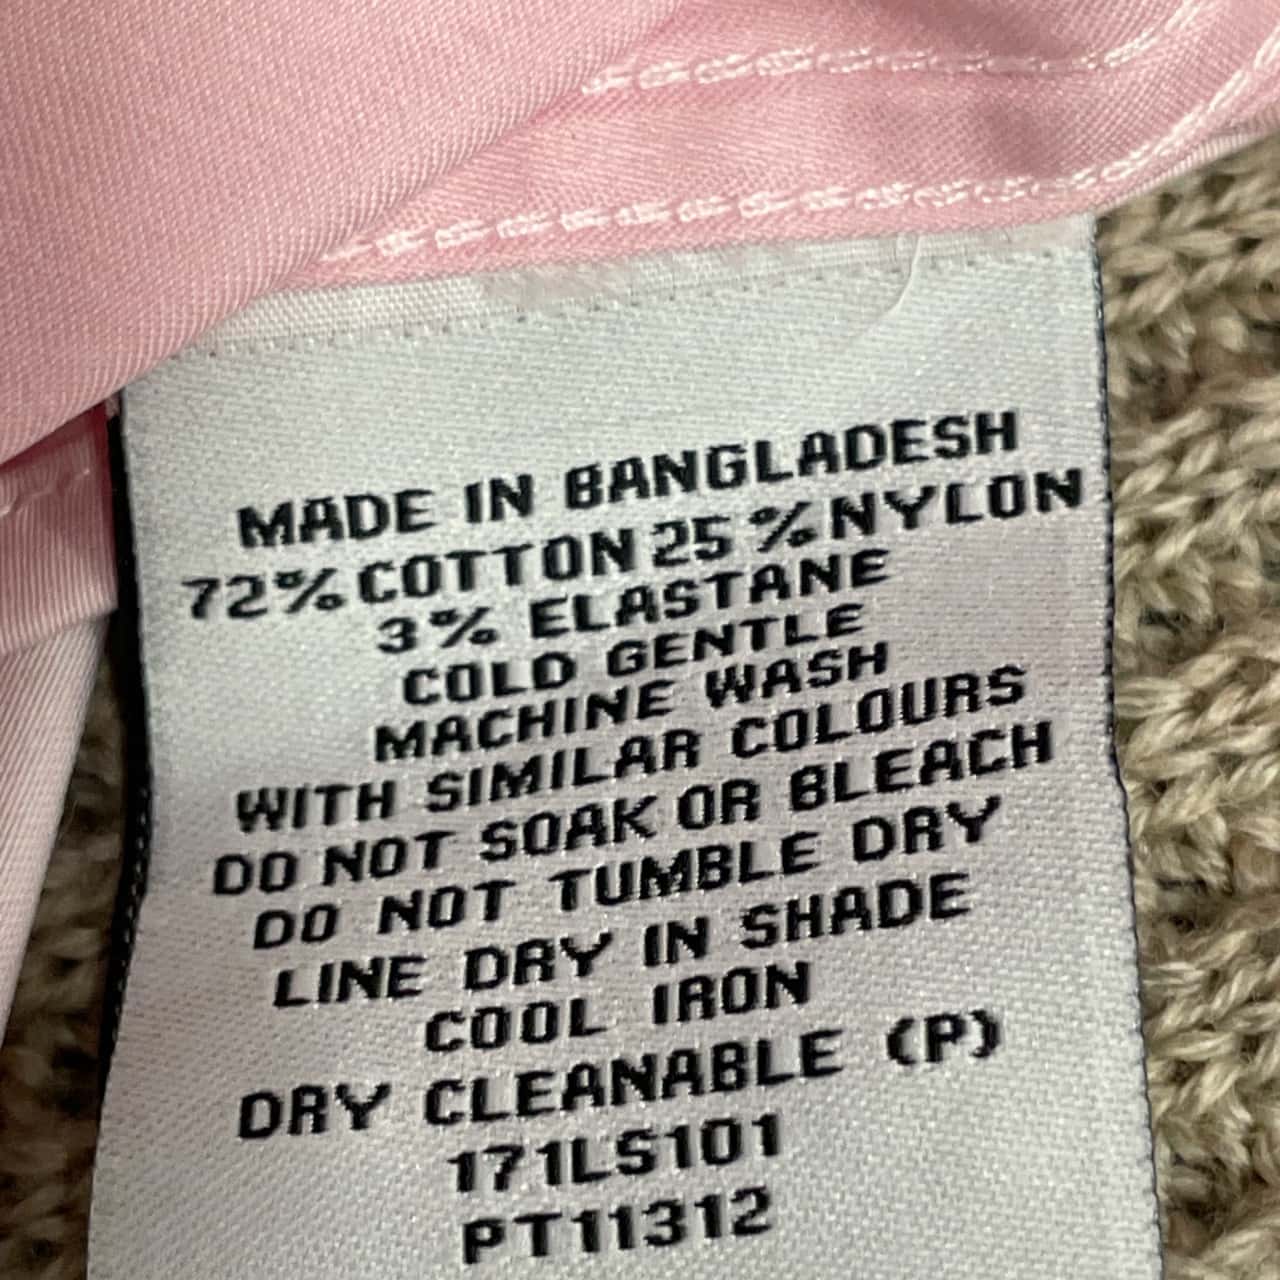 MADE IN BANGLADESH
72% COTTON 25% NYLON
3% ELASTANE
COLD GENTLE
MACHINE WASH
WITH SIMILAR COLOURS
DO NOT SOAK OR BLEACH
DO NOT TUMBLE DRY
LINE DRY IN SHADE
COOL IRON
DRY CLEANABLE (P)
171LS101
PT11312